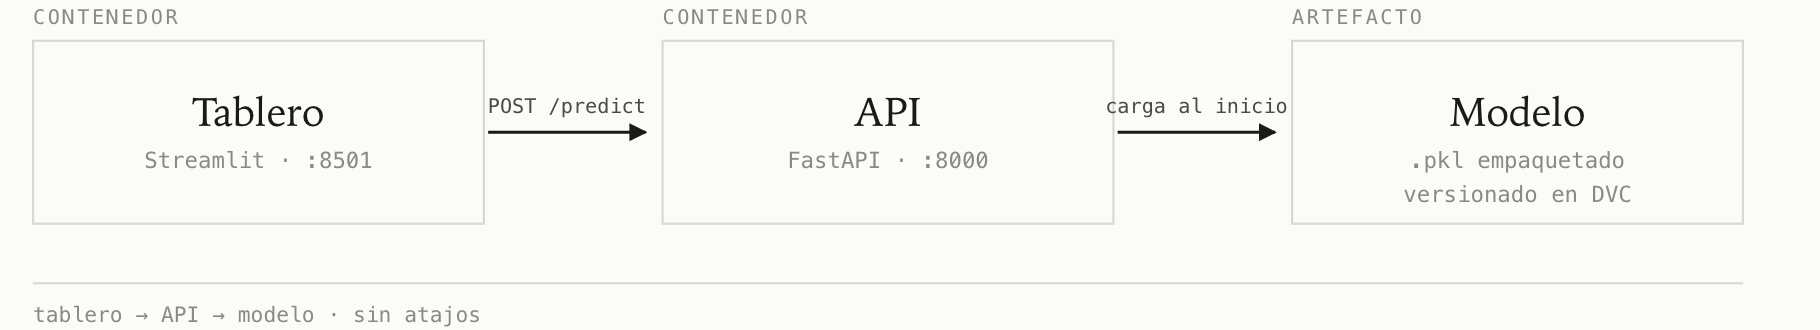 CONTENEDOR
Tablero
Streamlit · :8501
POST /predict
CONTENEDOR
API
FastAPI · :8000
carga al inicio
ARTEFACTO
Modelo
.pkl empaquetado
versionado en DVC
tablero → API → modelo · sin atajos